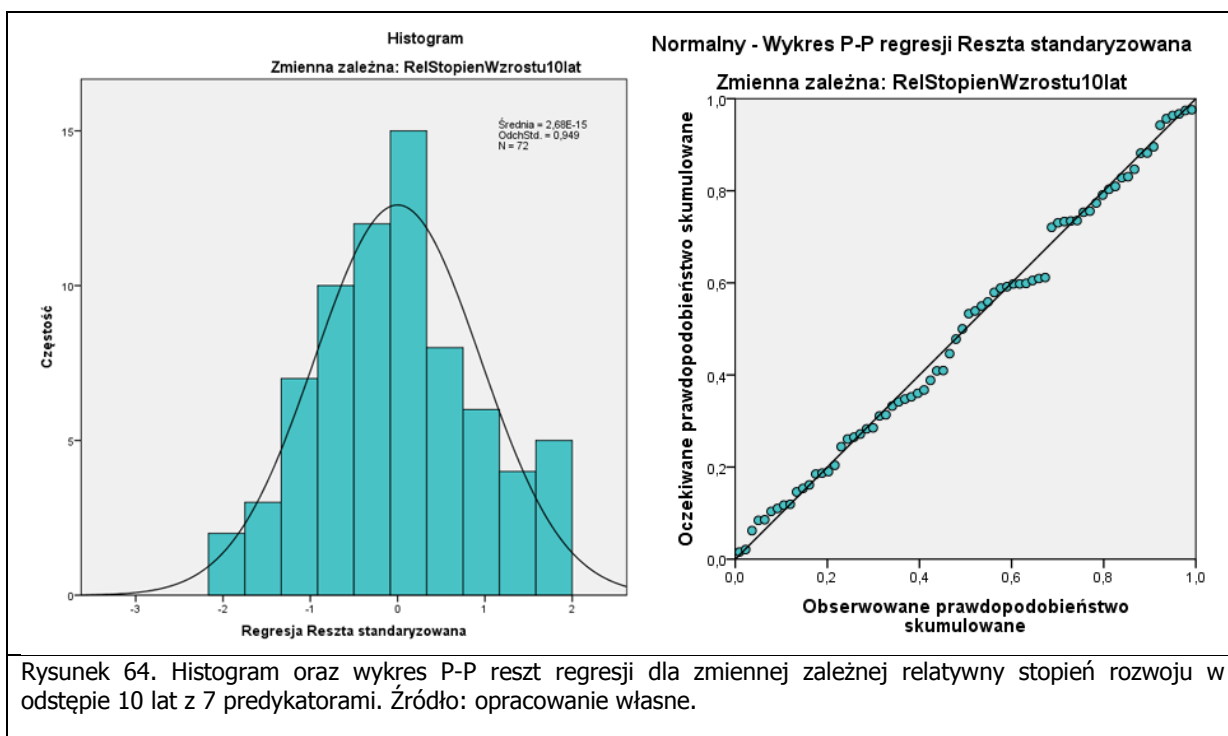 Histogram
Zmienna zależna: RelStopienWzrostu10lat
Średnia = 2,68E-15
OdchStd. = 0,949
N = 72
Częstość
15
10
5
0
-3 -2 -1 0 1 2
Regresja Reszta standaryzowana
Normalny - Wykres P-P regresji Reszta standaryzowana
Zmienna zależna: RelStopienWzrostu10lat
Oczekiwane prawdopodobieństwo skumulowane
1,0
0,8
0,6
0,4
0,2
0,0
0,0 0,2 0,4 0,6 0,8 1,0
Obserwowane prawdopodobieństwo
skumulowane
Rysunek 64. Histogram oraz wykres P-P reszt regresji dla zmiennej zależnej relatywny stopień rozwoju w
odstępie 10 lat z 7 predykatorami. Źródło: opracowanie własne.